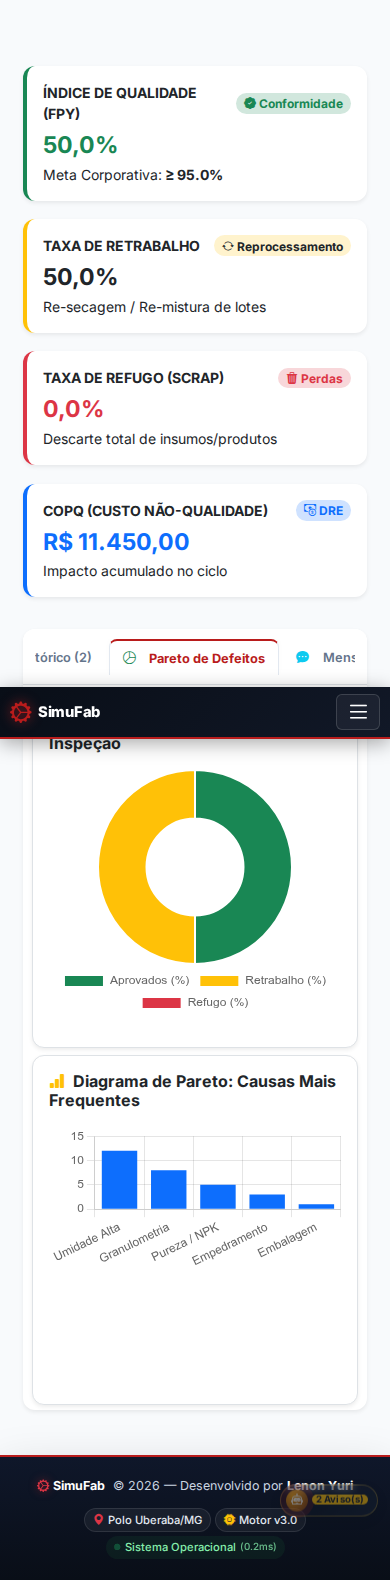 ÍNDICE DE QUALIDADE
(FPY)
Conformidade
50,0%
Meta Corporativa: ≥ 95.0%
TAXA DE RETRABALHO
Reprocessamento
50,0%
Re-secagem / Re-mistura de lotes
TAXA DE REFUGO (SCRAP)
Perdas
0,0%
Descarte total de insumos/produtos
COPQ (CUSTO NÃO-QUALIDADE)
DRE
R$ 11.450,00
Impacto acumulado no ciclo
tórico (2)
Pareto de Defeitos
Mens
SimuFab
Inspeção
Aprovados (%)
Retrabalho (%)
Refugo (%)
Diagrama de Pareto: Causas Mais
Frequentes
15
10
5
0
Umidade Alta
Granulometria
Pureza / NPK
Empedramento
Embalagem
SimuFab © 2026 — Desenvolvido por Lenon Yuri
2 Aviso(s)
Polo Uberaba/MG
Motor v3.0
Sistema Operacional (0.2ms)